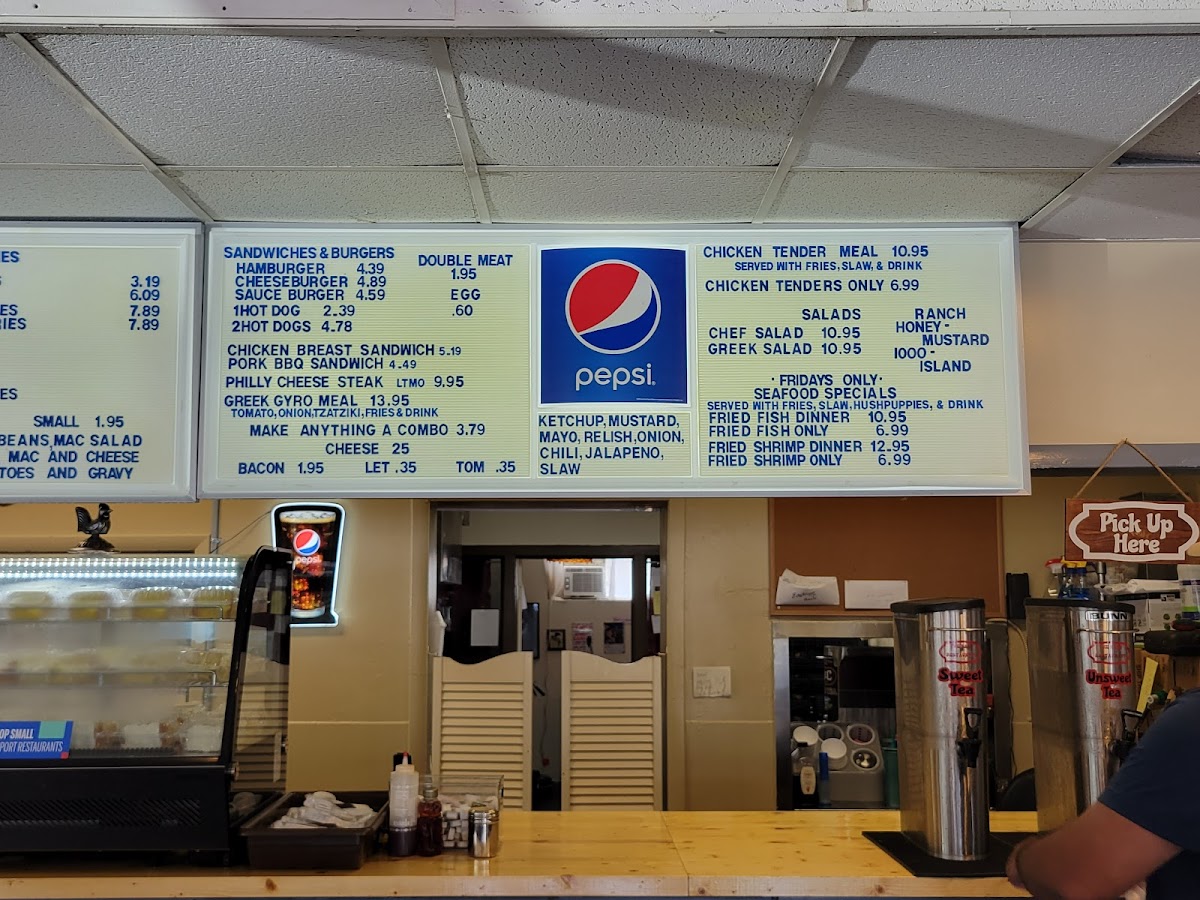 3.19
6.09
7.89
7.89
SMALL 1.95
BEANS, MAC SALAD
MAC AND CHEESE
AND GRAVY
SANDWICHES & BURGERS
HAMBURGER 4.39
CHEESEBURGER 4.89
SAUCE BURGER 4.59
1HOT DOG 2.39
2HOT DOGS 4.78
DOUBLE MEAT
1.95
EGG
.60
CHICKEN BREAST SANDWICH 5.19
PORK BBQ SANDWICH 4.49
PHILLY CHEESE STEAK LTMO 9.95
GREEK GYRO MEAL 13.95
TOMATO,ONION,TZATZIKI,FRIES & DRINK
MAKE ANYTHING A COMBO 3.79
CHEESE 25
BACON 1.95 LET .35 TOM .35
pepsi
KETCHUP,MUSTARD,
MAYO, RELISH,ONION,
CHILI, JALAPENO,
SLAW
CHICKEN TENDER MEAL 10.95
SERVED WITH FRIES, SLAW, & DRINK
CHICKEN TENDERS ONLY 6.99
SALADS
CHEF SALAD 10.95
GREEK SALAD 10.95
RANCH
HONEY-
MUSTARD
1000-
ISLAND
· FRIDAYS ONLY·
SEAFOOD SPECIALS
SERVED WITH FRIES, SLAW, HUSHPUPPIES, & DRINK
FRIED FISH DINNER 10.95
FRIED FISH ONLY 6.99
FRIED SHRIMP DINNER 12.95
FRIED SHRIMP ONLY 6.99
Pick Up
Here
pepsi
OP SMALL
PORT RESTAURANTS
Sweet
Tea
BUNN
Unsweet
Tea